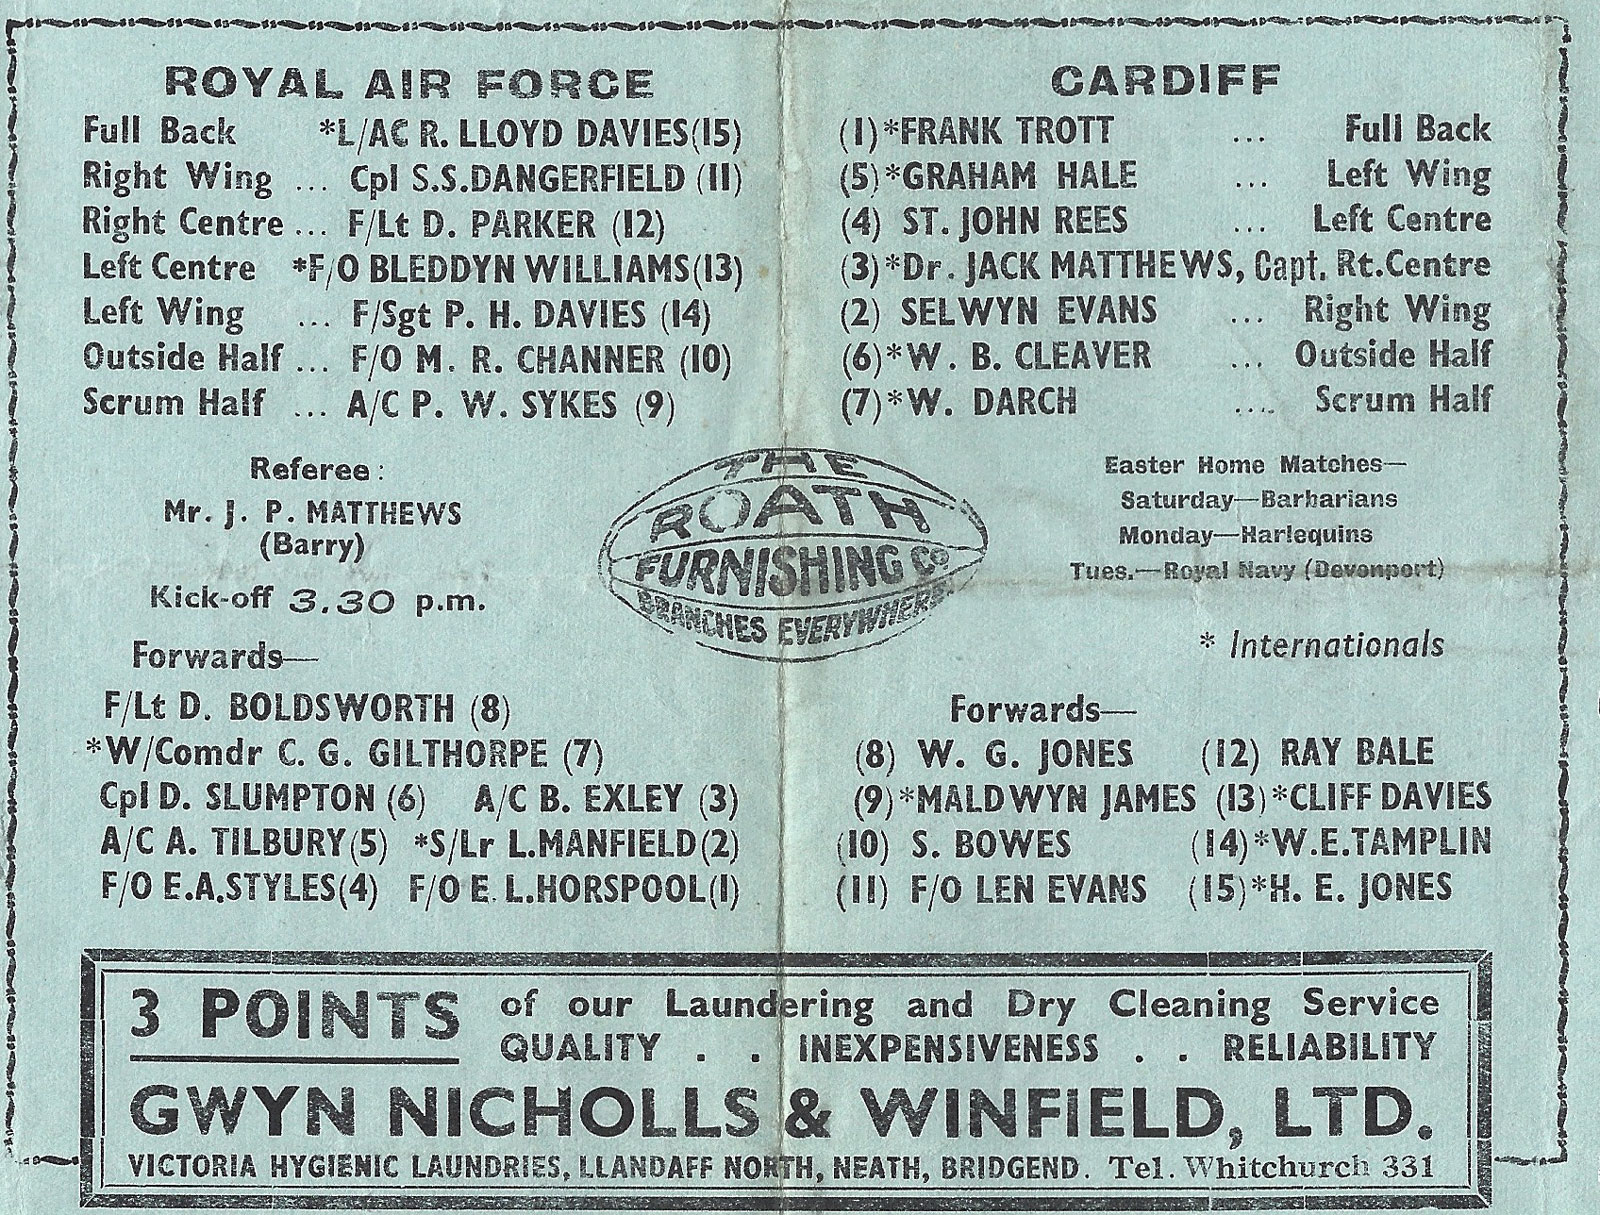 ROYAL AIR FORCE
Full Back *L/AC R. LLOYD DAVIES(15)
Right Wing ... Cpl S.S.DANGERFIELD (11)
Right Centre ... F/Lt D. PARKER (12)
Left Centre *F/O BLEDDYN WILLIAMS(13)
Left Wing ... F/Sgt P. H. DAVIES (14)
Outside Half ... F/O M. R. CHANNER (10)
Scrum Half ... A/C P. W. SYKES (9)
CARDIFF
(1)*FRANK TROTT ... Full Back
(5)*GRAHAM HALE ... Left Wing
(4) ST. JOHN REES ... Left Centre
(3)*Dr. JACK MATTHEWS, Capt. Rt.Centre
(2) SELWYN EVANS ... Right Wing
(6)*W. B. CLEAVER ... Outside Half
(7)*W. DARCH .... Scrum Half
Referee :
Mr. J. P. MATTHEWS
(Barry)
Kick-off 3.30 p.m.
THE
ROATH
FURNISHING Co
BRANCHES EVERYWHERE
Easter Home Matches—
Saturday—Barbarians
Monday—Harlequins
Tues.—Royal Navy (Devonport)
* Internationals
Forwards—
F/Lt D. BOLDSWORTH (8)
*W/Comdr C. G. GILTHORPE (7)
Cpl D. SLUMPTON (6) A/C B. EXLEY (3)
A/C A. TILBURY(5) *S/Lr L.MANFIELD(2)
F/O E.A.STYLES(4) F/O E. L.HORSPOOL(1)
Forwards—
(8) W. G. JONES (12) RAY BALE
(9)*MALDWYN JAMES (13)*CLIFF DAVIES
(10) S. BOWES (14)*W.E.TAMPLIN
(11) F/O LEN EVANS (15)*H. E. JONES
3 POINTS of our Laundering and Dry Cleaning Service
QUALITY . . INEXPENSIVENESS . . RELIABILITY
GWYN NICHOLLS & WINFIELD, LTD.
VICTORIA HYGIENIC LAUNDRIES, LLANDAFF NORTH, NEATH, BRIDGEND. Tel. Whitchurch 331